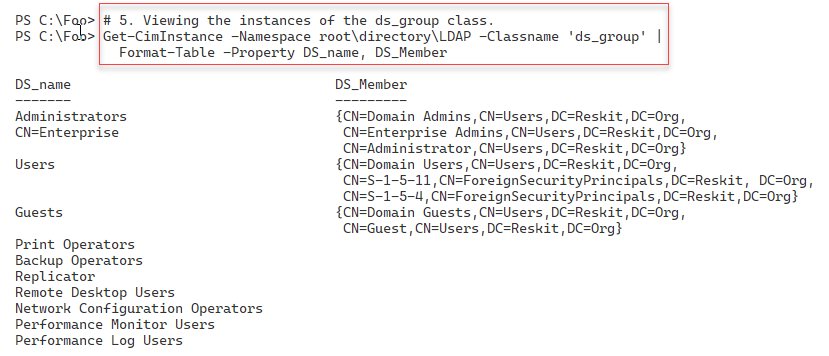 PS C:\Foo> # 5. Viewing the instances of the ds_group class.
PS C:\Foo> Get-CimInstance -Namespace root\directory\LDAP -Classname 'ds_group' |
Format-Table -Property DS_name, DS_Member
DS_name DS_Member
------- ---------
Administrators {CN=Domain Admins,CN=Users,DC=Reskit,DC=Org,
CN=Enterprise CN=Enterprise Admins,CN=Users,DC=Reskit,DC=Org,
CN=Administrator,CN=Users,DC=Reskit,DC=Org}
Users {CN=Domain Users,CN=Users,DC=Reskit,DC=Org,
CN=S-1-5-11,CN=ForeignSecurityPrincipals,DC=Reskit, DC=Org,
CN=S-1-5-4,CN=ForeignSecurityPrincipals,DC=Reskit,DC=Org}
Guests {CN=Domain Guests,CN=Users,DC=Reskit,DC=Org,
CN=Guest,CN=Users,DC=Reskit,DC=Org}
Print Operators
Backup Operators
Replicator
Remote Desktop Users
Network Configuration Operators
Performance Monitor Users
Performance Log Users